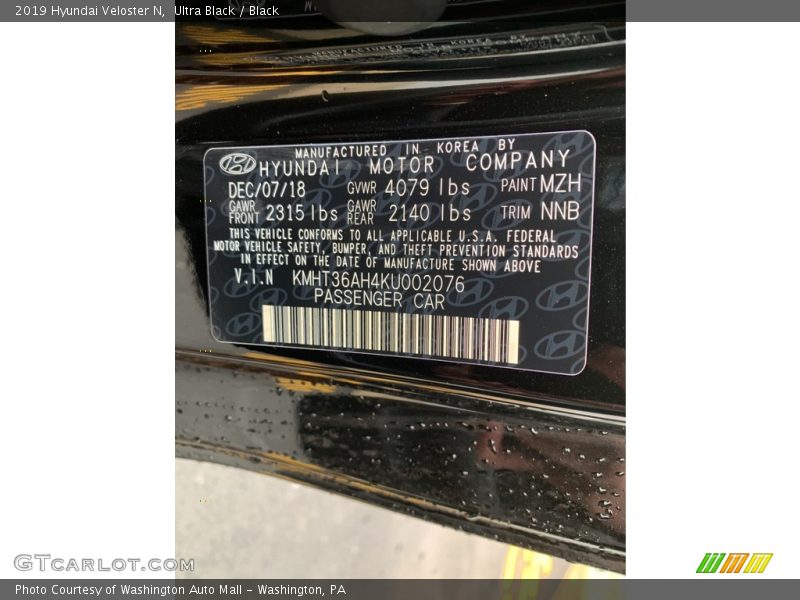 2019 Hyundai Veloster N, Ultra Black / Black
MANUFACTURED IN KOREA BY
HYUNDAI MOTOR COMPANY
DEC/07/18 GVWR 4079 lbs PAINT MZH
GAWR FRONT 2315 lbs GAWR REAR 2140 lbs TRIM NNB
THIS VEHICLE CONFORMS TO ALL APPLICABLE U.S.A. FEDERAL
MOTOR VEHICLE SAFETY, BUMPER, AND THEFT PREVENTION STANDARDS
IN EFFECT ON THE DATE OF MANUFACTURE SHOWN ABOVE
V.I.N KMHT36AH4KU002076
PASSENGER CAR
GTcarlot.com
Photo Courtesy of Washington Auto Mall - Washington, PA